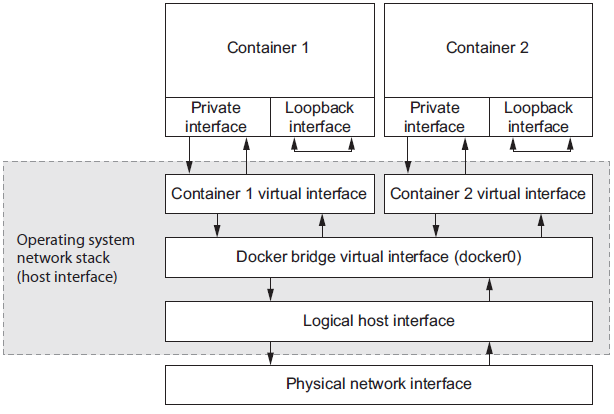 Container 1
Container 2
Private
interface
Loopback
interface
Private
interface
Loopback
interface
Container 1 virtual interface
Container 2 virtual interface
Operating system
network stack
(host interface)
Docker bridge virtual interface (docker0)
Logical host interface
Physical network interface